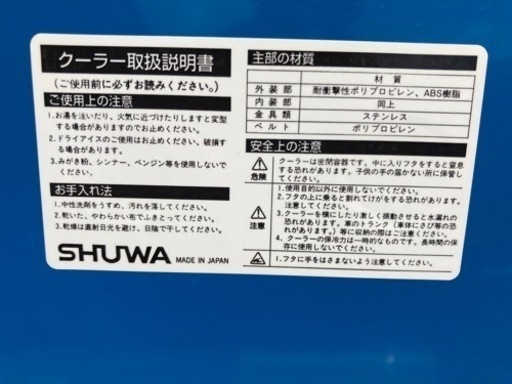 クーラー取扱説明書
（ご使用前に必ずお読みください。）
ご使用上の注意
1.お湯を注いだり、火気に近づけたりしますと変型
する場合がありますのでお止めください。
2.ドライアイスのご使用はお止めください、破損す
る場合があります。
3.みがき粉、シンナー、ベンジン等を使用しないで
ください。
お手入れ法
1.中性洗剤をうすめ、汚れを落してください。
2.乾いた、やわらかい布でふきとってください。
3.乾燥は直射日光を避け、日陰で干してください。
SHUWA MADE IN JAPAN
主部の材質
材 質
外 装 部 耐衝撃性ポリプロピレン、ABS樹脂
内 装 部 同上
金 具 類 ステンレス
ベ ル ト ポリプロピレン
安全上の注意
危険
クーラーは密閉容器です。中に入りフタをすると窒息
する恐れがあります。子供の手の届かない所に保管し
てください。
注意
1.使用目的以外に使用しないでください。
2.フタの上に乗ると割れてけがをする恐れがあります。
注意してください。
3.クーラーを横にしたり激しく振動させると水漏れの
恐れがあります。車のトランク（車体にさび等の恐
れあり。）等に収納の際はご注意ください。
4.クーラーの保冷力は一時的なものです。長時間の保
存に使わないでください。
1.フタに手をはさまないよう注意してください。